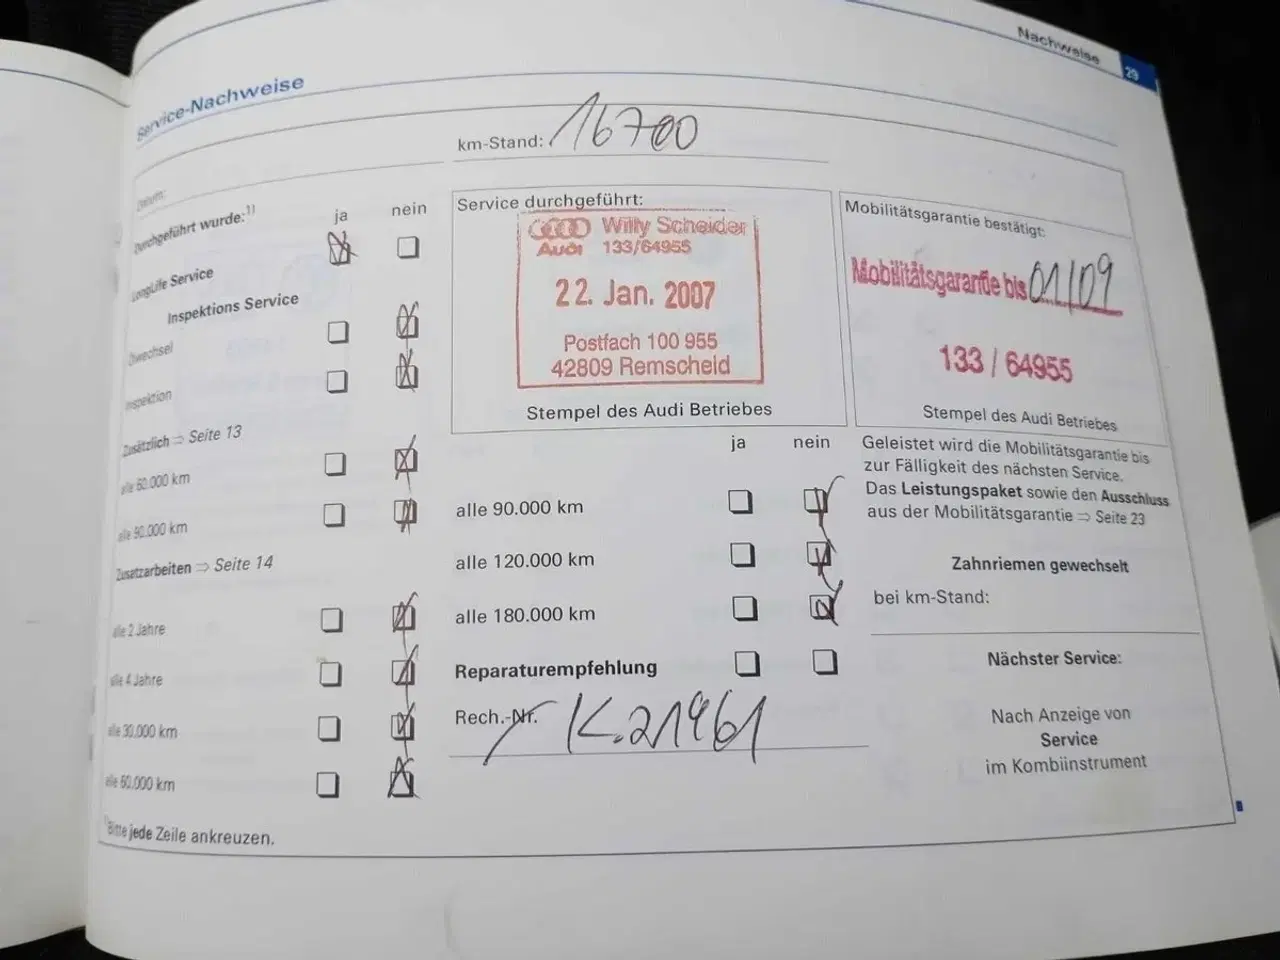 Nachweise 29
Service-Nachweise
km-Stand: 16700
Datum:
Durchgeführt wurde:1)
ja nein
LongLife Service
Inspektions Service
Ölwechsel
Inspektion
Zusätzlich ⇒ Seite 13
alle 60.000 km
alle 90.000 km
Zusatzarbeiten ⇒ Seite 14
alle 2 Jahre
alle 4 Jahre
alle 30.000 km
alle 60.000 km
1)Bitte jede Zeile ankreuzen.
Service durchgeführt:
Willy Scheider
Audi 133/64955
22. Jan. 2007
Postfach 100 955
42809 Remscheid
Stempel des Audi Betriebes
ja nein
alle 90.000 km
alle 120.000 km
alle 180.000 km
Reparaturempfehlung
Rech.-Nr. K.21961
Mobilitätsgarantie bestätigt:
Mobilitätsgarantie bis 01/09
133 / 64955
Stempel des Audi Betriebes
Geleistet wird die Mobilitätsgarantie bis
zur Fälligkeit des nächsten Service.
Das Leistungspaket sowie den Ausschluss
aus der Mobilitätsgarantie ⇒ Seite 23
Zahnriemen gewechselt
bei km-Stand:
Nächster Service:
Nach Anzeige von
Service
im Kombiinstrument